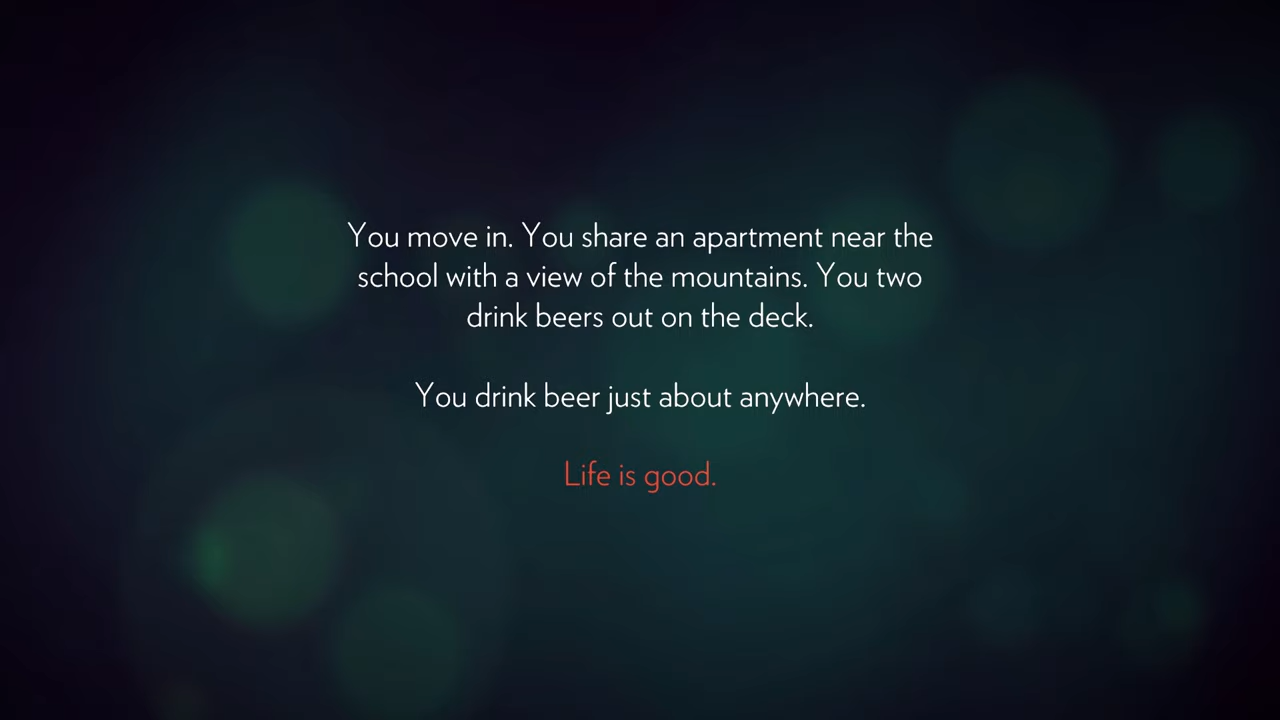 You move in. You share an apartment near the
school with a view of the mountains. You two
drink beers out on the deck.
You drink beer just about anywhere.
Life is good.